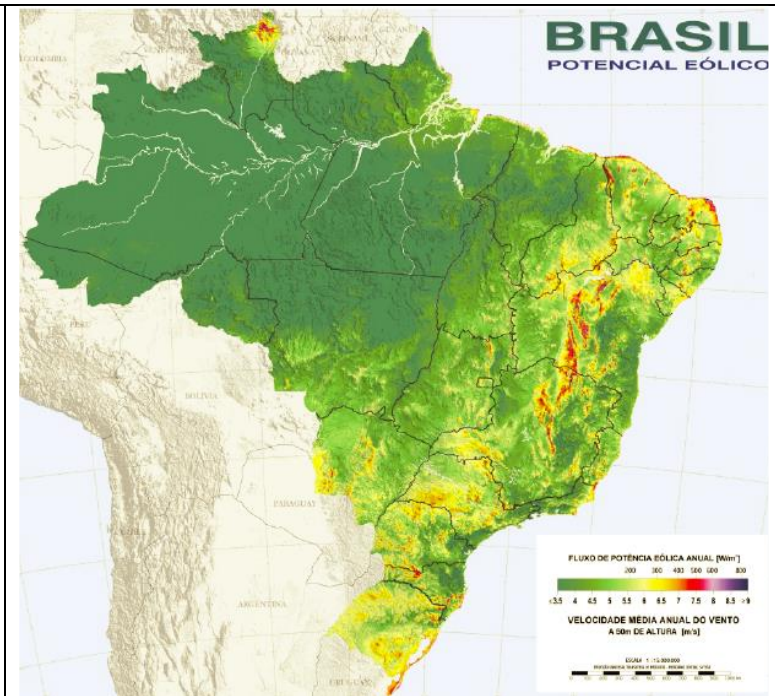 BRASIL
POTENCIAL EÓLICO
COLOMBIA
PERU
BOLIVIA
PARAGUAY
ARGENTINA
URUGUAY
FLUXO DE POTÊNCIA EÓLICA ANUAL [W/m²]
200 300 400 500 600 800
<3.5 4 4.5 5 5.5 6 6.5 7 7.5 8 8.5 >9
VELOCIDADE MÉDIA ANUAL DO VENTO
A 50m DE ALTURA [m/s]